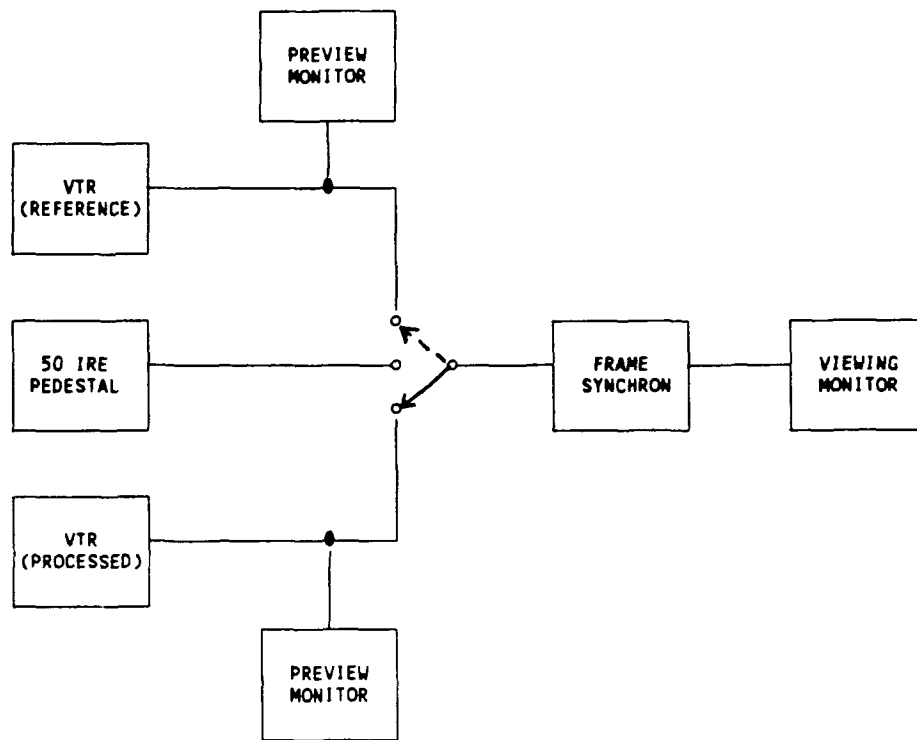 PREVIEW
MONITOR
VTR
(REFERENCE)
50 IRE
PEDESTAL
FRAME
SYNCHRON
VIEWING
MONITOR
VTR
(PROCESSED)
PREVIEW
MONITOR